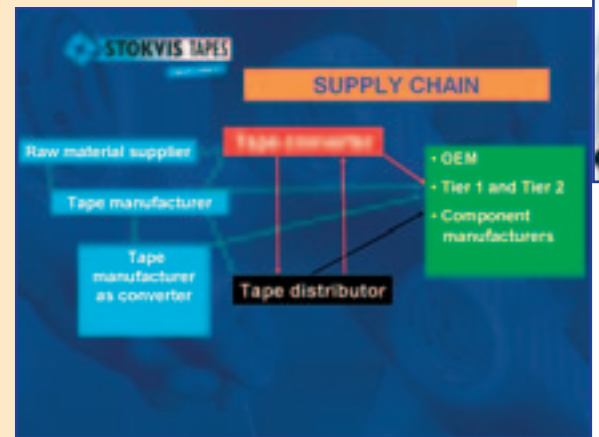 STOKVIS TAPES
SUPPLY CHAIN
Raw material supplier
Tape manufacturer
Tape
manufacturer
as converter
Tape converter
Tape distributor
• OEM
• Tier 1 and Tier 2
• Component
manufacturers